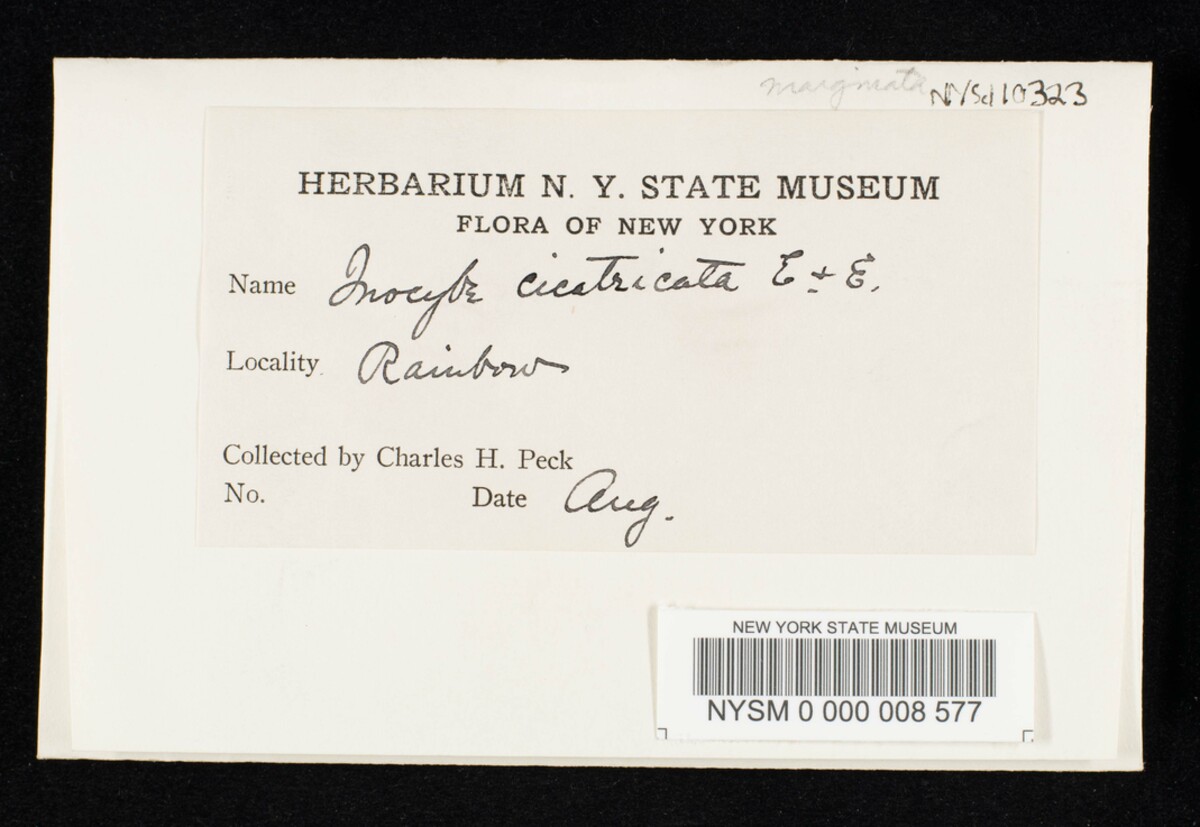 marginata NYSd10323
HERBARIUM N. Y. STATE MUSEUM
FLORA OF NEW YORK
Name Inocybe cicatricata E & E.
Locality Rainbow
Collected by Charles H. Peck
No. Date Aug.
NEW YORK STATE MUSEUM
NYSM 0 000 008 577